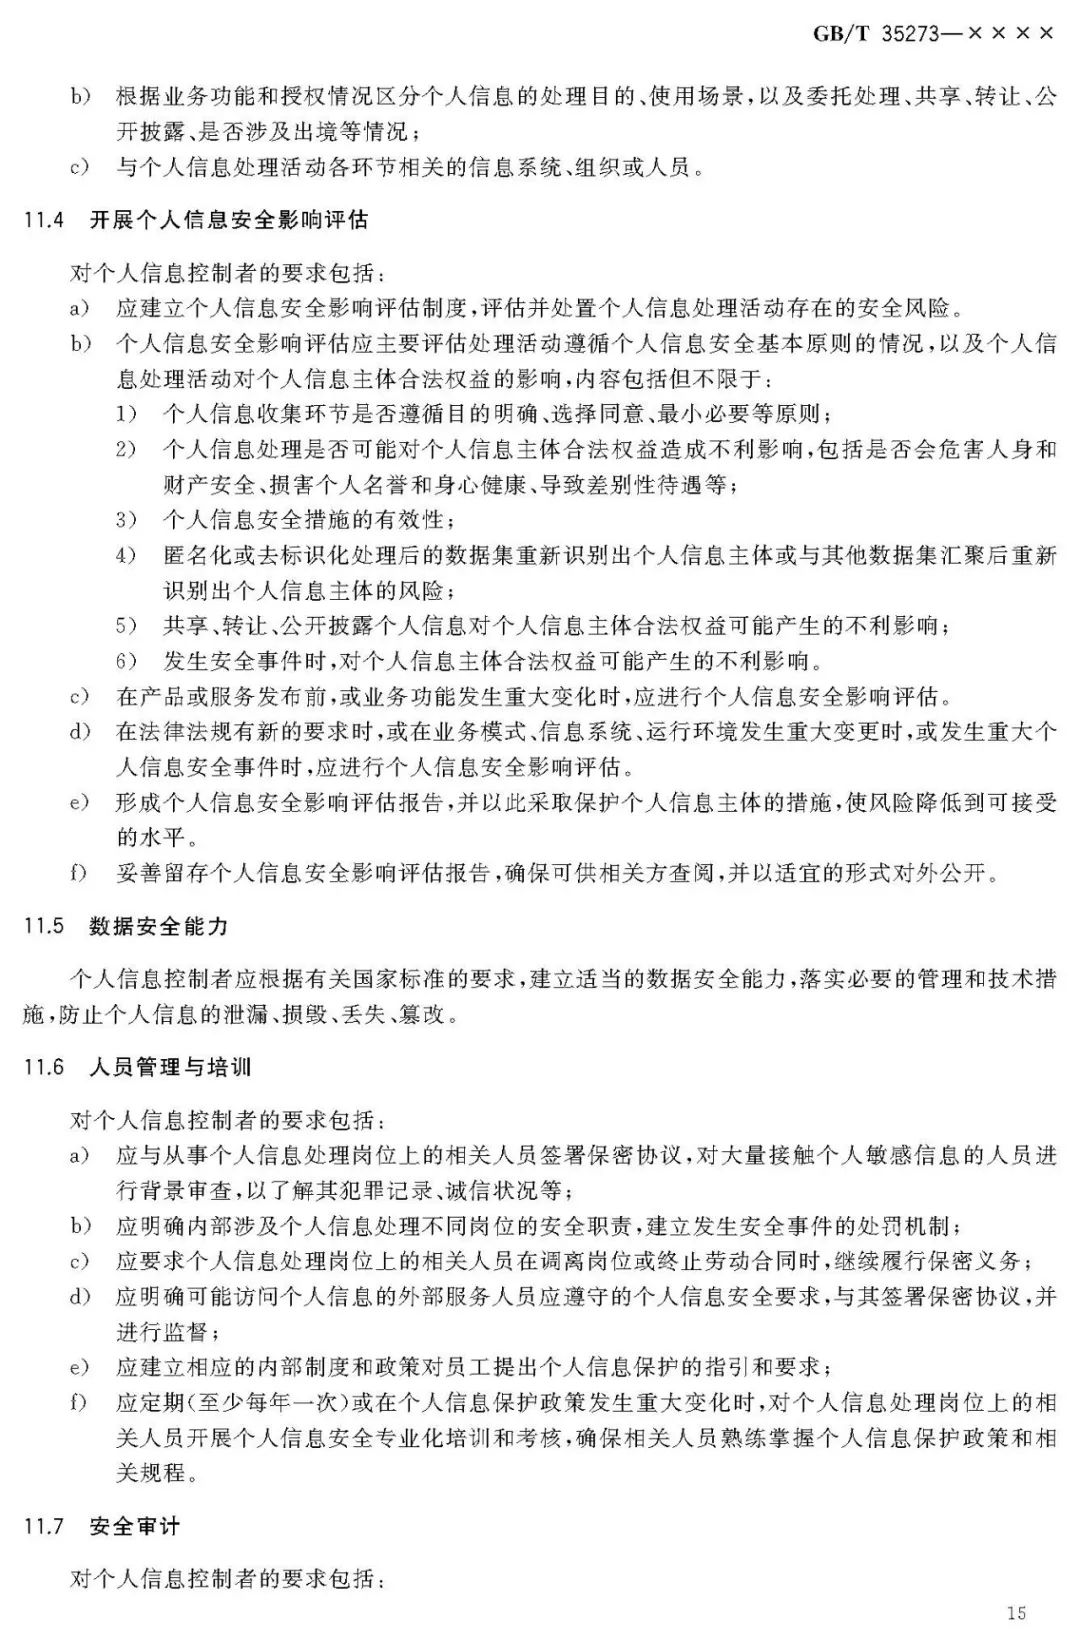 GB/T 35273—××××
b) 根据业务功能和授权情况区分个人信息的处理目的、使用场景,以及委托处理、共享、转让、公
开披露、是否涉及出境等情况;
c) 与个人信息处理活动各环节相关的信息系统、组织或人员。
11.4 开展个人信息安全影响评估
对个人信息控制者的要求包括:
a) 应建立个人信息安全影响评估制度,评估并处置个人信息处理活动存在的安全风险。
b) 个人信息安全影响评估应主要评估处理活动遵循个人信息安全基本原则的情况,以及个人信
息处理活动对个人信息主体合法权益的影响,内容包括但不限于:
1) 个人信息收集环节是否遵循目的明确、选择同意、最小必要等原则;
2) 个人信息处理是否可能对个人信息主体合法权益造成不利影响,包括是否会危害人身和
财产安全、损害个人名誉和身心健康、导致差别性待遇等;
3) 个人信息安全措施的有效性;
4) 匿名化或去标识化处理后的数据集重新识别出个人信息主体或与其他数据集汇聚后重新
识别出个人信息主体的风险;
5) 共享、转让、公开披露个人信息对个人信息主体合法权益可能产生的不利影响;
6) 发生安全事件时,对个人信息主体合法权益可能产生的不利影响。
c) 在产品或服务发布前,或业务功能发生重大变化时,应进行个人信息安全影响评估。
d) 在法律法规有新的要求时,或在业务模式、信息系统、运行环境发生重大变更时,或发生重大个
人信息安全事件时,应进行个人信息安全影响评估。
e) 形成个人信息安全影响评估报告,并以此采取保护个人信息主体的措施,使风险降低到可接受
的水平。
f) 妥善留存个人信息安全影响评估报告,确保可供相关方查阅,并以适宜的形式对外公开。
11.5 数据安全能力
个人信息控制者应根据有关国家标准的要求,建立适当的数据安全能力,落实必要的管理和技术措
施,防止个人信息的泄漏、损毁、丢失、篡改。
11.6 人员管理与培训
对个人信息控制者的要求包括:
a) 应与从事个人信息处理岗位上的相关人员签署保密协议,对大量接触个人敏感信息的人员进
行背景审查,以了解其犯罪记录、诚信状况等;
b) 应明确内部涉及个人信息处理不同岗位的安全职责,建立发生安全事件的处罚机制;
c) 应要求个人信息处理岗位上的相关人员在调离岗位或终止劳动合同时,继续履行保密义务;
d) 应明确可能访问个人信息的外部服务人员应遵守的个人信息安全要求,与其签署保密协议,并
进行监督;
e) 应建立相应的内部制度和政策对员工提出个人信息保护的指引和要求;
f) 应定期(至少每年一次)或在个人信息保护政策发生重大变化时,对个人信息处理岗位上的相
关人员开展个人信息安全专业化培训和考核,确保相关人员熟练掌握个人信息保护政策和相
关规程。
11.7 安全审计
对个人信息控制者的要求包括:
15